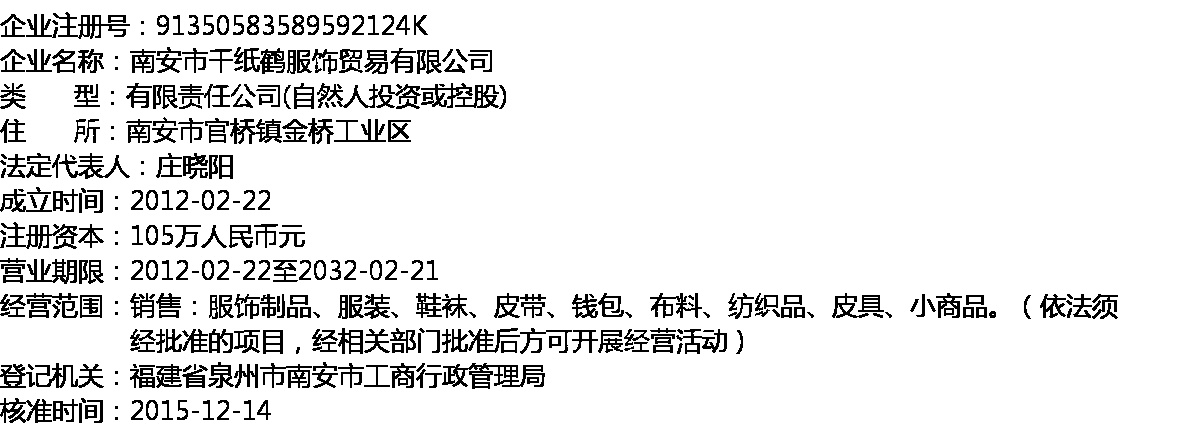 企业注册号：91350583589592124K
企业名称：南安市千纸鹤服饰贸易有限公司
类 型：有限责任公司(自然人投资或控股)
住 所：南安市官桥镇金桥工业区
法定代表人：庄晓阳
成立时间：2012-02-22
注册资本：105万人民币元
营业期限：2012-02-22至2032-02-21
经营范围：销售：服饰制品、服装、鞋袜、皮带、钱包、布料、纺织品、皮具、小商品。（依法须
经批准的项目，经相关部门批准后方可开展经营活动）
登记机关：福建省泉州市南安市工商行政管理局
核准时间：2015-12-14